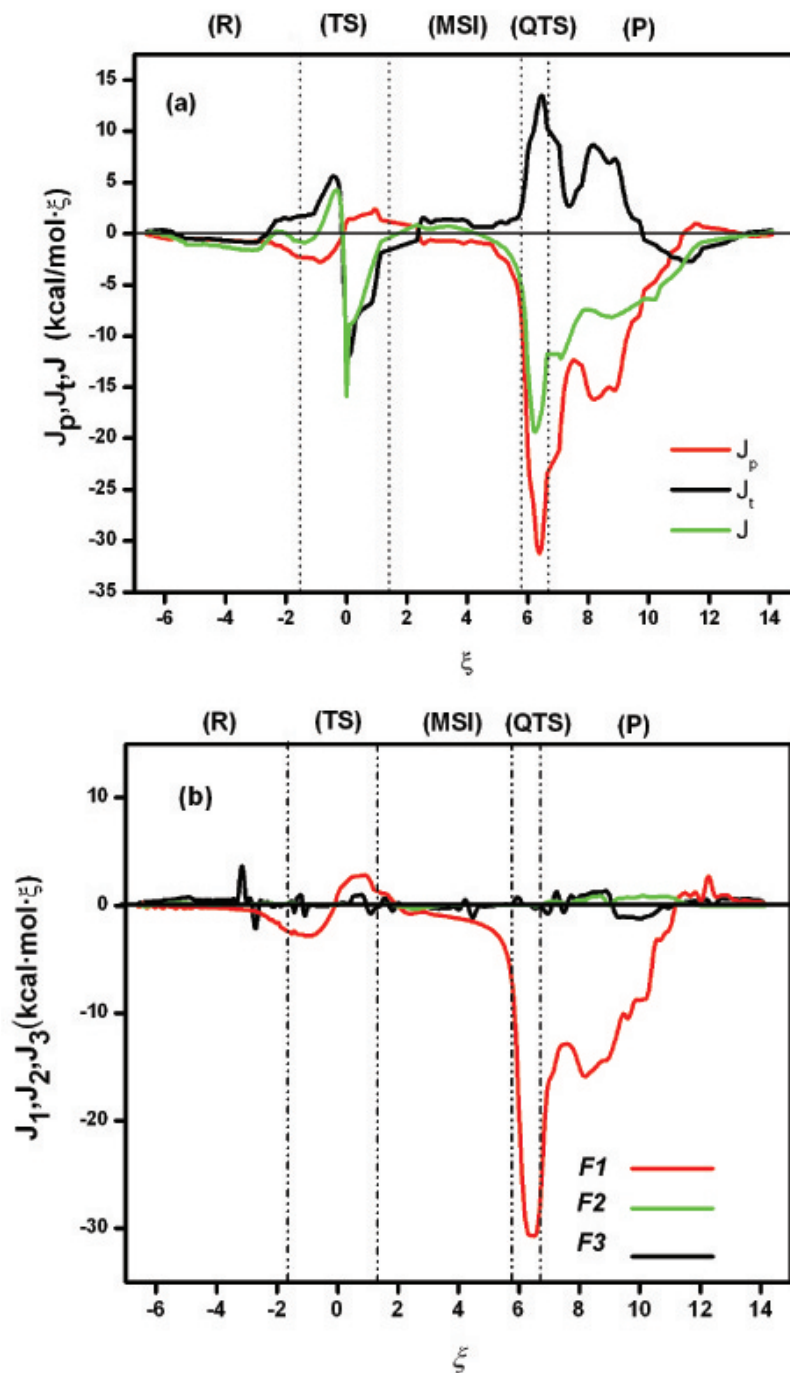 (R) (TS) (MSI) (QTS) (P)
(a)
15
10
5
0
-5
-10
-15
-20
-25
-30
-35
Jp,Jt,J (kcal/mol·ξ)
Jp
Jt
J
-6 -4 -2 0 2 4 6 8 10 12 14
ξ
(R) (TS) (MSI) (QTS) (P)
(b)
10
0
-10
-20
-30
J1,J2,J3(kcal·mol·ξ)
F1
F2
F3
-6 -4 -2 0 2 4 6 8 10 12 14
ξ